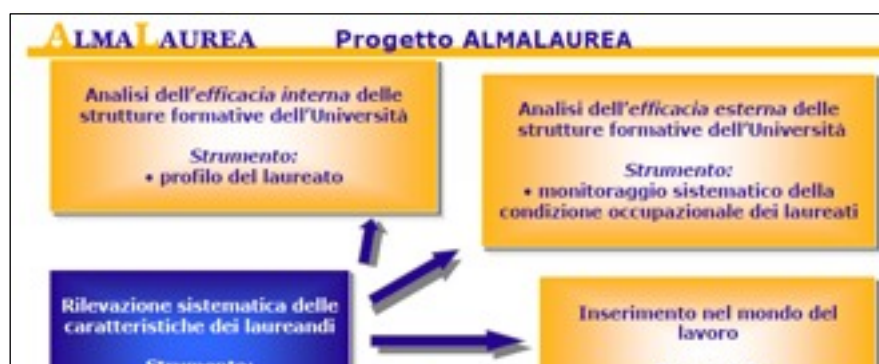 ALMALAUREA Progetto ALMALAUREA
Analisi dell'efficacia interna delle
strutture formative dell'Università
Strumento:
• profilo del laureato
Analisi dell'efficacia esterna delle
strutture formative dell'Università
Strumento:
• monitoraggio sistematico della
condizione occupazionale dei laureati
Rilevazione sistematica delle
caratteristiche dei laureandi
Strumento:
Inserimento nel mondo del
lavoro